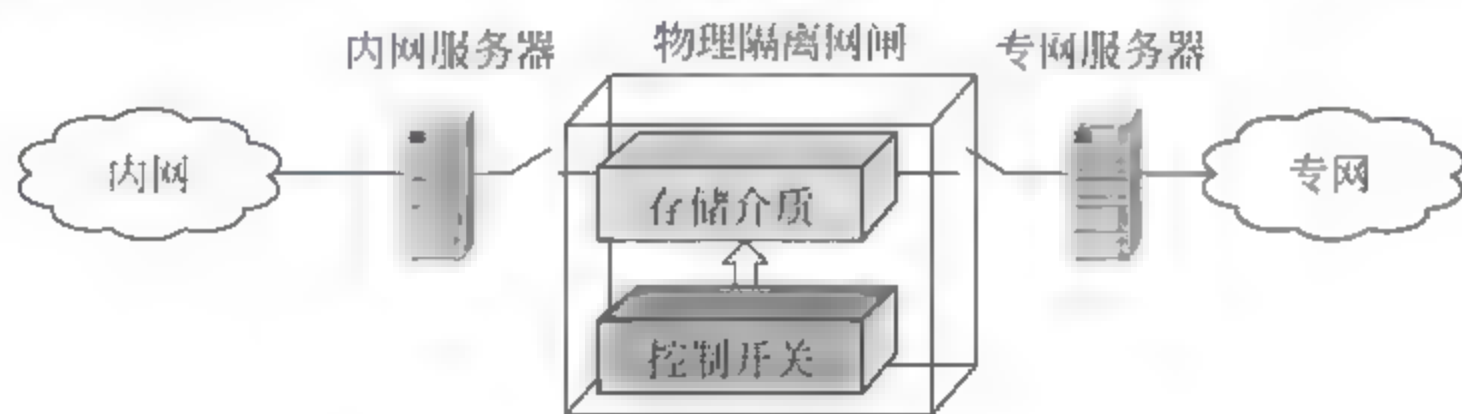 内网服务器
物理隔离网闸
专网服务器
内网
存储介质
专网
控制开关